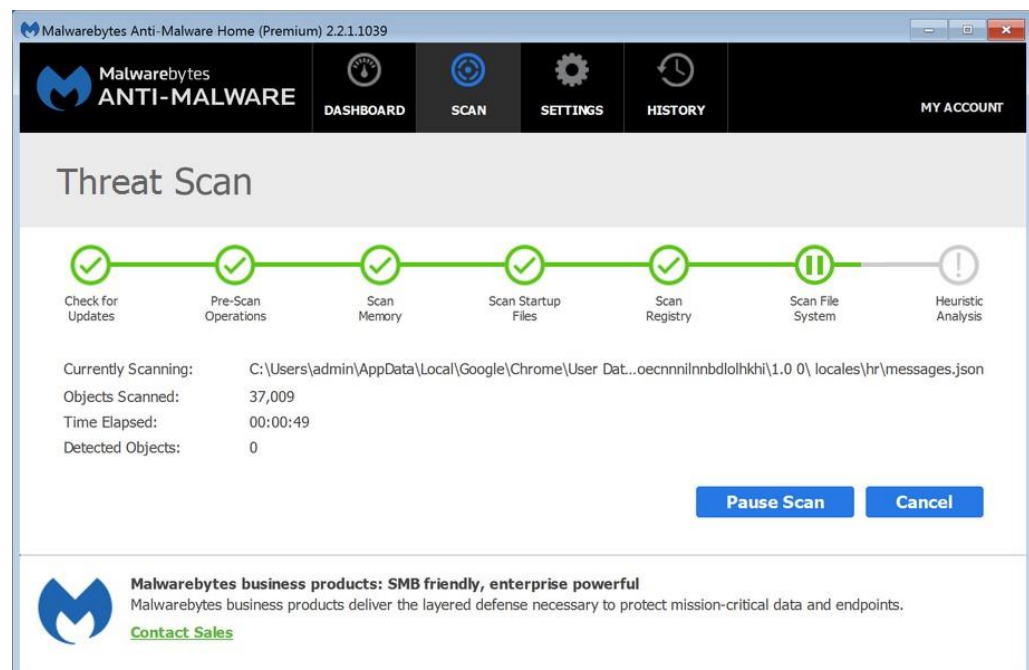 Malwarebytes Anti-Malware Home (Premium) 2.2.1.1039
Malwarebytes
ANTI-MALWARE
DASHBOARD
SCAN
SETTINGS
HISTORY
MY ACCOUNT
Threat Scan
Check for
Updates
Pre-Scan
Operations
Scan
Memory
Scan Startup
Files
Scan
Registry
Scan File
System
Heuristic
Analysis
Currently Scanning: C:\Users\admin\AppData\Local\Google\Chrome\User Dat...oecnnnilnnbdlolhkhi\1.0 0\ locales\hr\messages.json
Objects Scanned: 37,009
Time Elapsed: 00:00:49
Detected Objects: 0
Pause Scan
Cancel
Malwarebytes business products: SMB friendly, enterprise powerful
Malwarebytes business products deliver the layered defense necessary to protect mission-critical data and endpoints.
Contact Sales